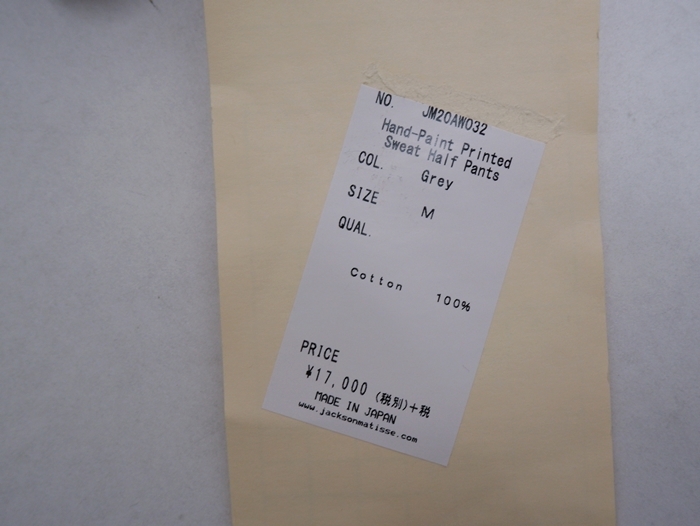 NO. JM20AW032
Hand-Paint Printed
Sweat Half Pants
COL. Grey
SIZE M
QUAL.
Cotton 100%
PRICE
¥17,000 (税別)+税
MADE IN JAPAN
www.jacksonmatisse.com